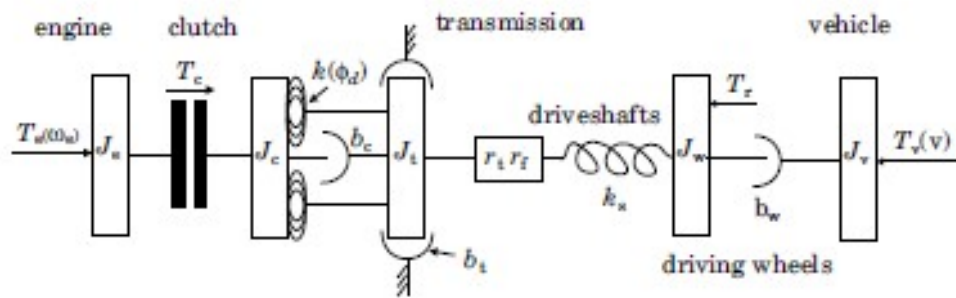 engine clutch transmission vehicle
T_c k(ϕ_d) T_r
driveshafts
T_e(ω_e) J_e J_c b_c J_t r_t r_f J_w J_v T_v(v)
k_s b_w
b_t driving wheels